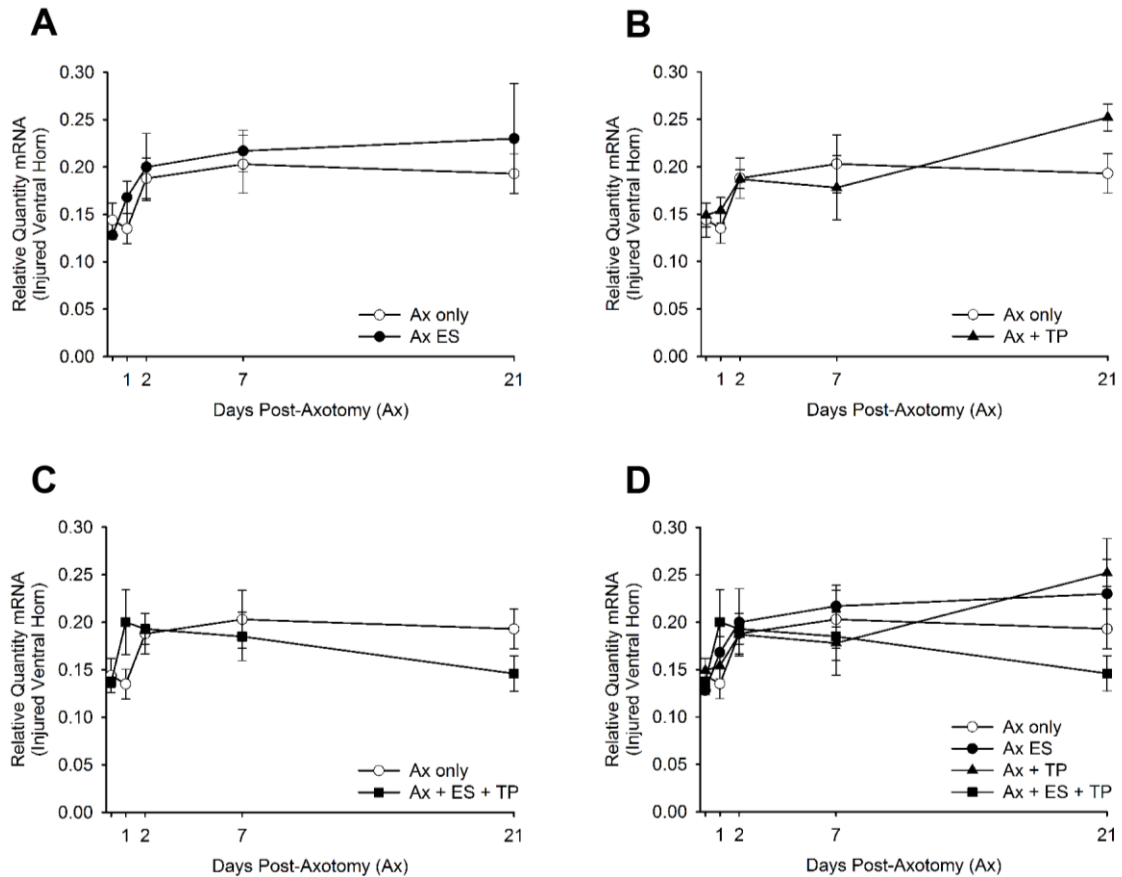 A
Relative Quantity mRNA
(Injured Ventral Horn)
0.30
0.25
0.20
0.15
0.10
0.05
0.00
Ax only
Ax ES
1 2 7 21
Days Post-Axotomy (Ax)
B
Relative Quantity mRNA
(Injured Ventral Horn)
0.30
0.25
0.20
0.15
0.10
0.05
0.00
Ax only
Ax + TP
1 2 7 21
Days Post-Axotomy (Ax)
C
Relative Quantity mRNA
(Injured Ventral Horn)
0.30
0.25
0.20
0.15
0.10
0.05
0.00
Ax only
Ax + ES + TP
1 2 7 21
Days Post-Axotomy (Ax)
D
Relative Quantity mRNA
(Injured Ventral Horn)
0.30
0.25
0.20
0.15
0.10
0.05
0.00
Ax only
Ax ES
Ax + TP
Ax + ES + TP
1 2 7 21
Days Post-Axotomy (Ax)